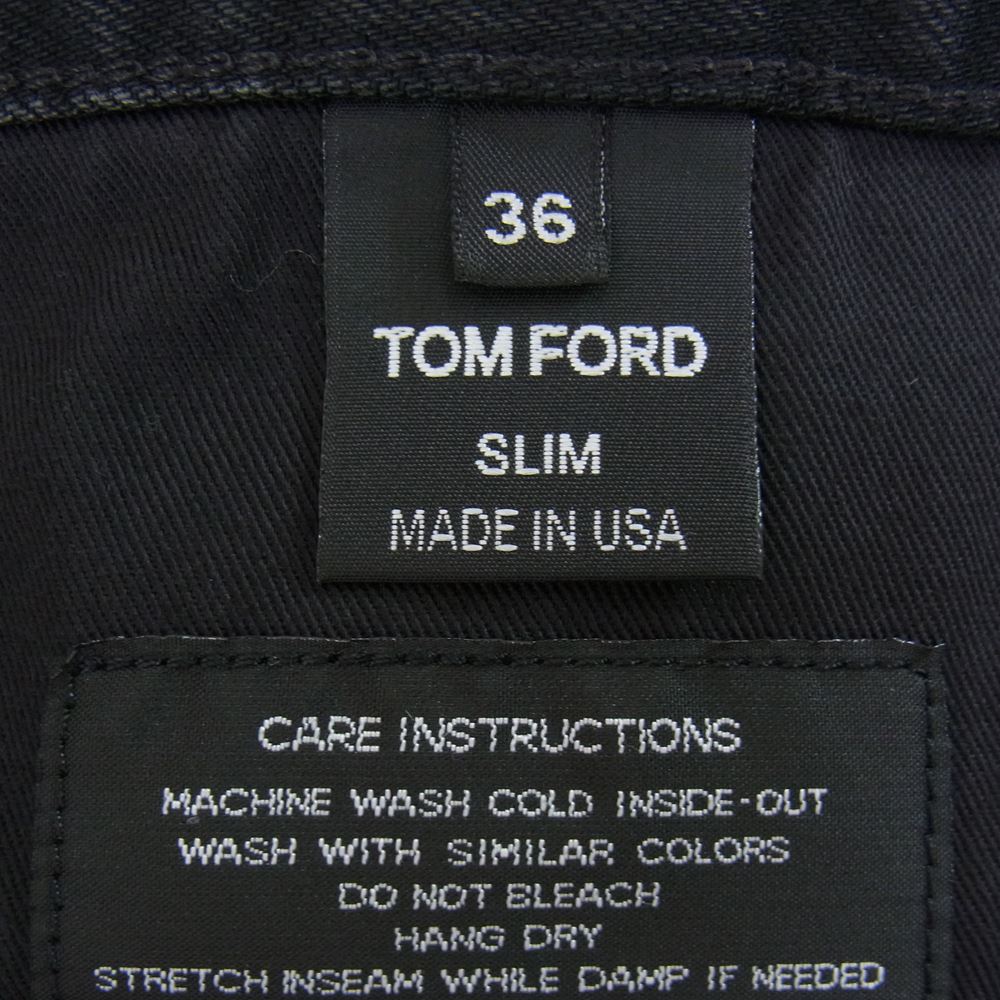 36
TOM FORD
SLIM
MADE IN USA
CARE INSTRUCTIONS
MACHINE WASH COLD INSIDE-OUT
WASH WITH SIMILAR COLORS
DO NOT BLEACH
HANG DRY
STRETCH INSEAM WHILE DAMP IF NEEDED